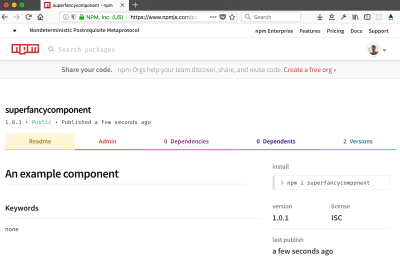 superfancycomponent - npm
NPM, Inc. (US)
https://www.npmjs.com/pa
Search
Nondeterministic Postrequisite Metaprotocol
npm Enterprise Features Pricing Docs Support
npm
Search packages
Share your code. npm Orgs help your team discover, share, and reuse code. Create a free org »
superfancycomponent
1.0.1 • Public • Published a few seconds ago
Readme Admin 0 Dependencies 0 Dependents 2 Versions
An example component
Keywords
none
install
> npm i superfancycomponent
version license
1.0.1 ISC
last publish
a few seconds ago